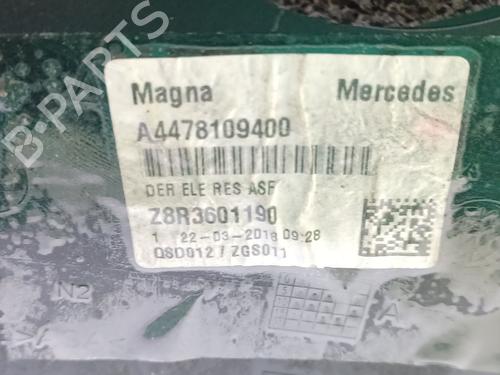 B-PARTS
Magna Mercedes
A4478109400
DER ELE RES ASF
Z8R3601190
1 22-03-2018 09:28
QSD012 / ZGS011
N2
A